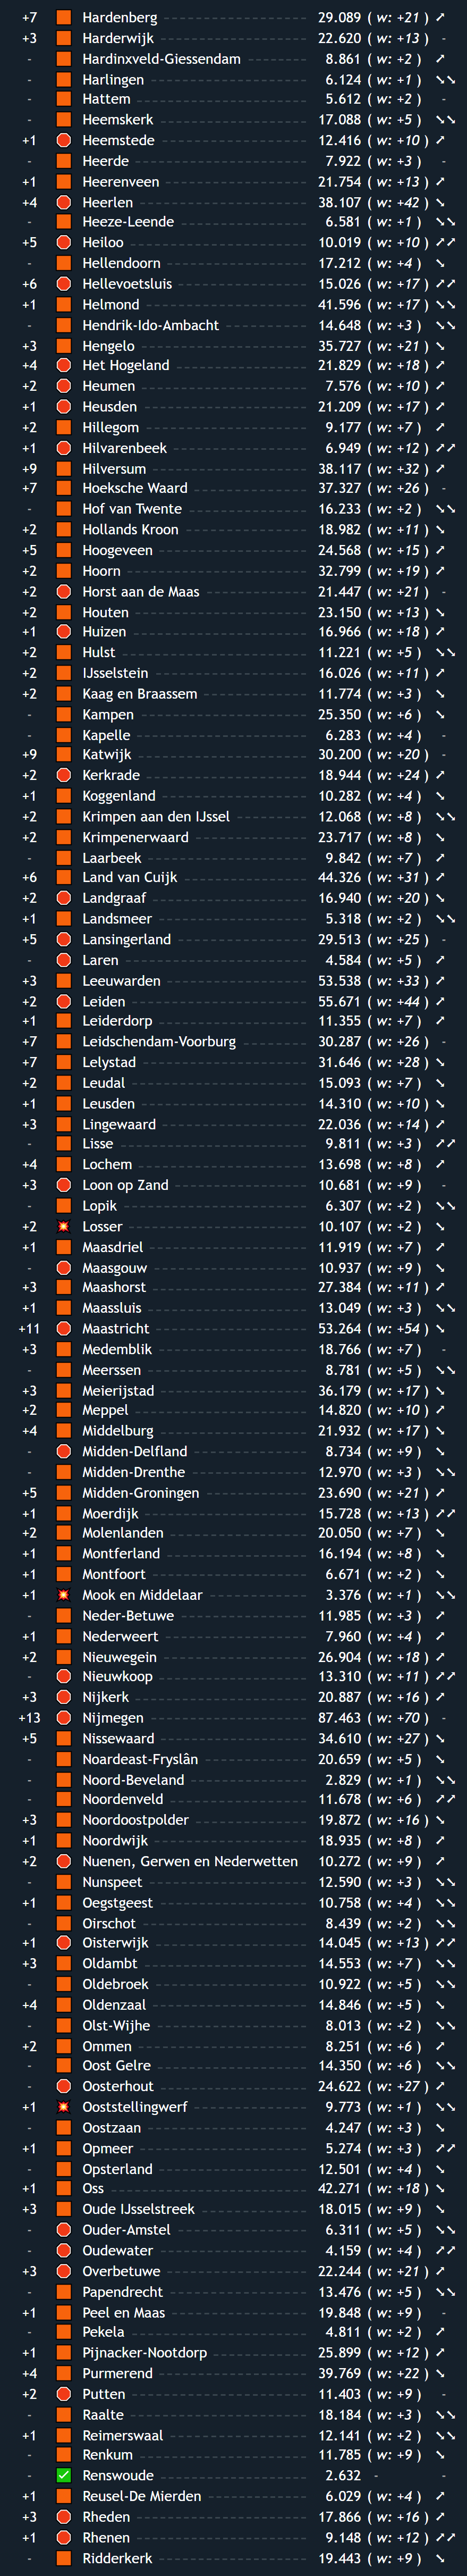 +7 Hardenberg 29.089 ( w: +21 ) ➚
+3 Harderwijk 22.620 ( w: +13 ) -
- Hardinxveld-Giessendam 8.861 ( w: +2 ) ➚
- Harlingen 6.124 ( w: +1 ) ➘➘
- Hattem 5.612 ( w: +2 ) -
- Heemskerk 17.088 ( w: +5 ) ➘➘
+1 Heemstede 12.416 ( w: +10 ) ➚
- Heerde 7.922 ( w: +3 ) -
+1 Heerenveen 21.754 ( w: +13 ) ➚
+4 Heerlen 38.107 ( w: +42 ) ➘
- Heeze-Leende 6.581 ( w: +1 ) ➘➘
+5 Heiloo 10.019 ( w: +10 ) ➚➚
- Hellendoorn 17.212 ( w: +4 ) ➘
+6 Hellevoetsluis 15.026 ( w: +17 ) ➚➚
+1 Helmond 41.596 ( w: +17 ) ➘➘
- Hendrik-Ido-Ambacht 14.648 ( w: +3 ) ➘➘
+3 Hengelo 35.727 ( w: +21 ) ➘
+4 Het Hogeland 21.829 ( w: +18 ) ➚
+2 Heumen 7.576 ( w: +10 ) ➚
+1 Heusden 21.209 ( w: +17 ) ➚
+2 Hillegom 9.177 ( w: +7 ) ➚
+1 Hilvarenbeek 6.949 ( w: +12 ) ➚➚
+9 Hilversum 38.117 ( w: +32 ) ➚
+7 Hoeksche Waard 37.327 ( w: +26 ) -
- Hof van Twente 16.233 ( w: +2 ) ➘➘
+2 Hollands Kroon 18.982 ( w: +11 ) ➘
+5 Hoogeveen 24.568 ( w: +15 ) ➚
+2 Hoorn 32.799 ( w: +19 ) ➚
+2 Horst aan de Maas 21.447 ( w: +21 ) -
+2 Houten 23.150 ( w: +13 ) ➘
+1 Huizen 16.966 ( w: +18 ) ➚
+2 Hulst 11.221 ( w: +5 ) ➘➘
+2 IJsselstein 16.026 ( w: +11 ) ➚
+2 Kaag en Braassem 11.774 ( w: +3 ) ➘
- Kampen 25.350 ( w: +6 ) ➘
- Kapelle 6.283 ( w: +4 ) -
+9 Katwijk 30.200 ( w: +20 ) -
+2 Kerkrade 18.944 ( w: +24 ) ➚
+1 Koggenland 10.282 ( w: +4 ) ➘
+2 Krimpen aan den IJssel 12.068 ( w: +8 ) ➘➘
+2 Krimpenerwaard 23.717 ( w: +8 ) ➘
- Laarbeek 9.842 ( w: +7 ) ➚
+6 Land van Cuijk 44.326 ( w: +31 ) ➚
+2 Landgraaf 16.940 ( w: +20 ) ➘
+1 Landsmeer 5.318 ( w: +2 ) ➘➘
+5 Lansingerland 29.513 ( w: +25 ) -
- Laren 4.584 ( w: +5 ) ➚
+3 Leeuwarden 53.538 ( w: +33 ) ➚
+2 Leiden 55.671 ( w: +44 ) ➚
+1 Leiderdorp 11.355 ( w: +7 ) ➚
+7 Leidschendam-Voorburg 30.287 ( w: +26 ) -
+7 Lelystad 31.646 ( w: +28 ) ➘
+2 Leudal 15.093 ( w: +7 ) ➘
+1 Leusden 14.310 ( w: +10 ) ➘
+3 Lingewaard 22.036 ( w: +14 ) ➚
- Lisse 9.811 ( w: +3 ) ➚➚
+4 Lochem 13.698 ( w: +8 ) ➚
+3 Loon op Zand 10.681 ( w: +9 ) -
- Lopik 6.307 ( w: +2 ) ➘➘
+2 Losser 10.107 ( w: +2 ) ➘
+1 Maasdriel 11.919 ( w: +7 ) ➚
- Maasgouw 10.937 ( w: +9 ) ➘
+3 Maashorst 27.384 ( w: +11 ) ➚
+1 Maassluis 13.049 ( w: +3 ) ➘➘
+11 Maastricht 53.264 ( w: +54 ) ➘
+3 Medemblik 18.766 ( w: +7 ) -
- Meerssen 8.781 ( w: +5 ) ➘➘
+3 Meierijstad 36.179 ( w: +17 ) ➘
+2 Meppel 14.820 ( w: +10 ) ➚
+4 Middelburg 21.932 ( w: +17 ) ➘
- Midden-Delfland 8.734 ( w: +9 ) ➘
- Midden-Drenthe 12.970 ( w: +3 ) ➘➘
+5 Midden-Groningen 23.690 ( w: +21 ) ➚
+1 Moerdijk 15.728 ( w: +13 ) ➚➚
+2 Molenlanden 20.050 ( w: +7 ) ➘
+1 Montferland 16.194 ( w: +8 ) ➘
+1 Montfoort 6.671 ( w: +2 ) ➘
+1 Mook en Middelaar 3.376 ( w: +1 ) ➘➘
- Neder-Betuwe 11.985 ( w: +3 ) ➚
+1 Nederweert 7.960 ( w: +4 ) ➚
+2 Nieuwegein 26.904 ( w: +18 ) ➚
- Nieuwkoop 13.310 ( w: +11 ) ➚➚
+3 Nijkerk 20.887 ( w: +16 ) ➚
+13 Nijmegen 87.463 ( w: +70 ) -
+5 Nissewaard 34.610 ( w: +27 ) ➘
- Noardeast-Fryslân 20.659 ( w: +5 ) ➘
- Noord-Beveland 2.829 ( w: +1 ) ➘➘
- Noordenveld 11.678 ( w: +6 ) ➚➚
+3 Noordoostpolder 19.872 ( w: +16 ) ➘
+1 Noordwijk 18.935 ( w: +8 ) ➚
+2 Nuenen, Gerwen en Nederwetten 10.272 ( w: +9 ) ➚
- Nunspeet 12.590 ( w: +3 ) ➘➘
+1 Oegstgeest 10.758 ( w: +4 ) ➘➘
- Oirschot 8.439 ( w: +2 ) ➘➘
+1 Oisterwijk 14.045 ( w: +13 ) ➚➚
+3 Oldambt 14.553 ( w: +7 ) ➘➘
- Oldebroek 10.922 ( w: +5 ) ➘➘
+4 Oldenzaal 14.846 ( w: +5 ) ➘
- Olst-Wijhe 8.013 ( w: +2 ) ➘➘
+2 Ommen 8.251 ( w: +6 ) ➚
- Oost Gelre 14.350 ( w: +6 ) ➘➘
- Oosterhout 24.622 ( w: +27 ) ➚
+1 Ooststellingwerf 9.773 ( w: +1 ) ➘➘
- Oostzaan 4.247 ( w: +3 ) ➘
+1 Opmeer 5.274 ( w: +3 ) ➚➚
- Opsterland 12.501 ( w: +4 ) ➘
+1 Oss 42.271 ( w: +18 ) ➘
+3 Oude IJsselstreek 18.015 ( w: +9 ) ➘
- Ouder-Amstel 6.311 ( w: +5 ) ➘➘
- Oudewater 4.159 ( w: +4 ) ➚➚
+3 Overbetuwe 22.244 ( w: +21 ) ➚
- Papendrecht 13.476 ( w: +5 ) ➘➘
+1 Peel en Maas 19.848 ( w: +9 ) -
- Pekela 4.811 ( w: +2 ) ➚
+1 Pijnacker-Nootdorp 25.899 ( w: +12 ) ➚
+4 Purmerend 39.769 ( w: +22 ) ➘
+2 Putten 11.403 ( w: +9 ) -
- Raalte 18.184 ( w: +3 ) ➘➘
+1 Reimerswaal 12.141 ( w: +2 ) ➘➘
- Renkum 11.785 ( w: +9 ) ➘
- Renswoude 2.632 - -
+1 Reusel-De Mierden 6.029 ( w: +4 ) ➚
+3 Rheden 17.866 ( w: +16 ) ➚
+1 Rhenen 9.148 ( w: +12 ) ➚➚
- Ridderkerk 19.443 ( w: +9 ) ➘